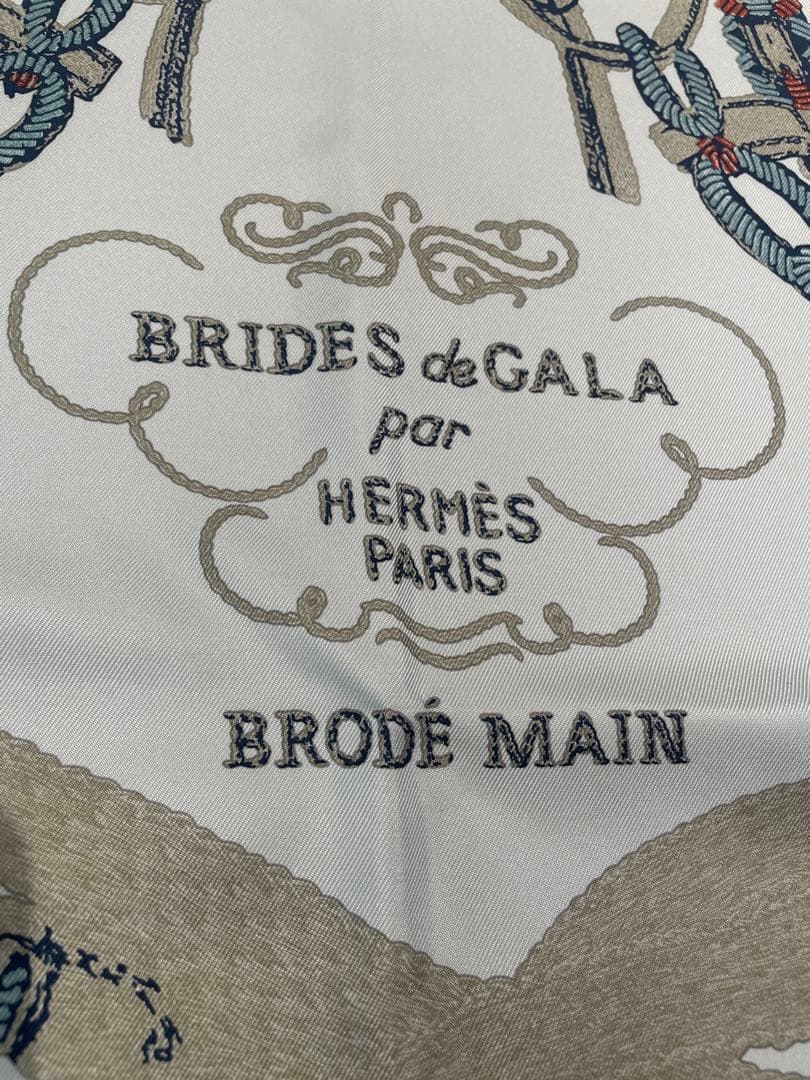 BRIDES de GALA
par
HERMÈS
PARIS
BRODÉ MAIN